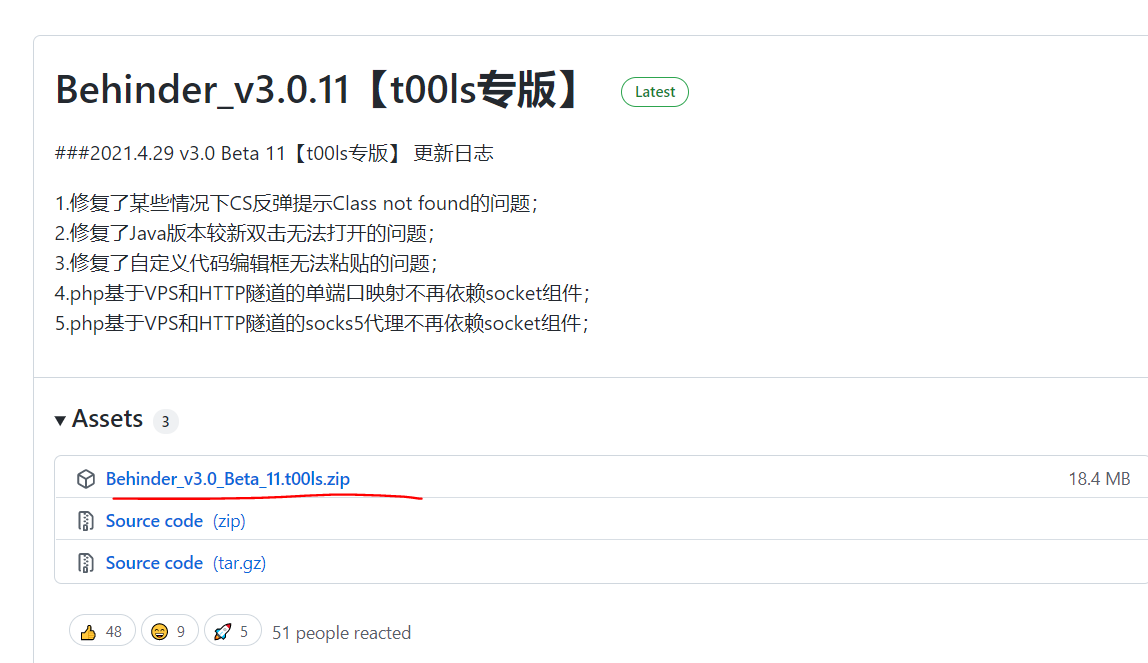 Behinder_v3.0.11【t00ls专版】 Latest
###2021.4.29 v3.0 Beta 11【t00ls专版】 更新日志
1.修复了某些情况下CS反弹提示Class not found的问题；
2.修复了Java版本较新双击无法打开的问题；
3.修复了自定义代码编辑框无法粘贴的问题；
4.php基于VPS和HTTP隧道的单端口映射不再依赖socket组件；
5.php基于VPS和HTTP隧道的socks5代理不再依赖socket组件；
Assets 3
Behinder_v3.0_Beta_11.t00ls.zip 18.4 MB
Source code (zip)
Source code (tar.gz)
48 9 5 51 people reacted